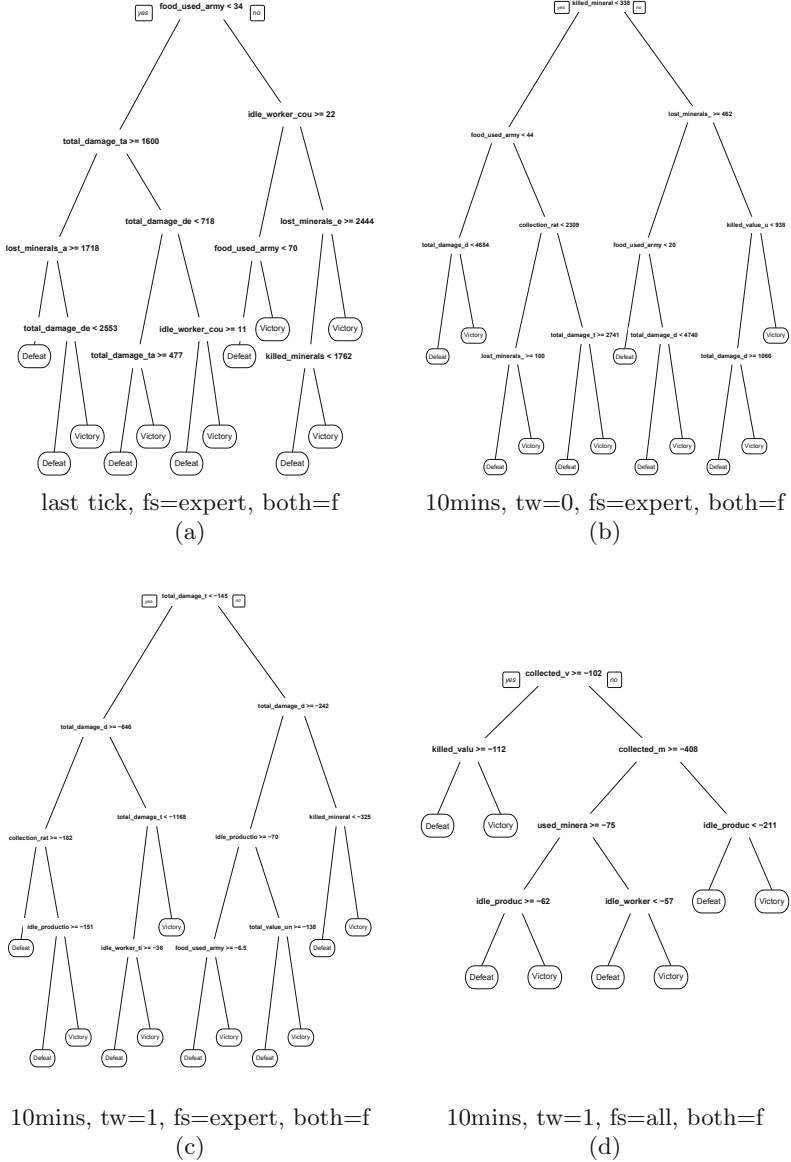 yes food_used_army < 34 no
idle_worker_cou >= 22
total_damage_ta >= 1600
total_damage_de < 718 lost_minerals_e >= 2444
lost_minerals_a >= 1718 food_used_army < 70
total_damage_de < 2553 idle_worker_cou >= 11 Victory Victory
Defeat total_damage_ta >= 477 Defeat killed_minerals < 1762
Victory Victory Victory Victory
Defeat Defeat Defeat Defeat
last tick, fs=expert, both=f
(a)
yes killed_mineral < 338 no
lost_minerals_ >= 462
food_used_army < 44
collection_rat < 2309 killed_value_u < 938
total_damage_d < 4684 food_used_army < 20
Victory total_damage_t >= 2741 total_damage_d < 4740 Victory
Defeat lost_minerals_ >= 100 Defeat total_damage_d >= 1066
Victory Victory Victory Victory
Defeat Defeat Defeat Defeat
10mins, tw=0, fs=expert, both=f
(b)
yes total_damage_t < −145 no
total_damage_d >= −242
total_damage_d >= −646
total_damage_t < −1168 killed_mineral < −325
collection_rat >= −182 idle_productio >= −70
idle_productio >= −151 Victory total_value_un >= −138 Victory
Defeat idle_worker_ti >= −36 food_used_army >= −6.5 Defeat
Victory Victory Victory Victory
Defeat Defeat Defeat Defeat
10mins, tw=1, fs=expert, both=f
(c)
yes collected_v >= −102 no
killed_valu >= −112 collected_m >= −408
Defeat Victory used_minera >= −75 idle_produc < −211
idle_produc >= −62 idle_worker < −57 Defeat Victory
Defeat Victory Defeat Victory
10mins, tw=1, fs=all, both=f
(d)